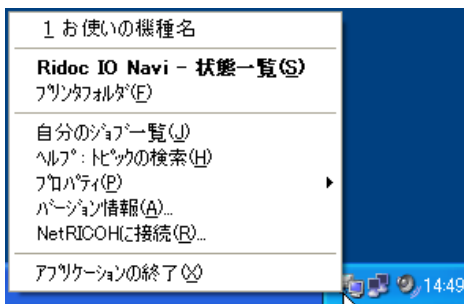 1 お使いの機種名
Ridoc IO Navi - 状態一覧(S)
プリンタフォルダ(F)
自分のジョブ一覧(J)
ヘルプ:トピックの検索(H)
プロパティ(P)
バージョン情報(A)...
NetRICOHに接続(R)...
アプリケーションの終了(X)
14:49